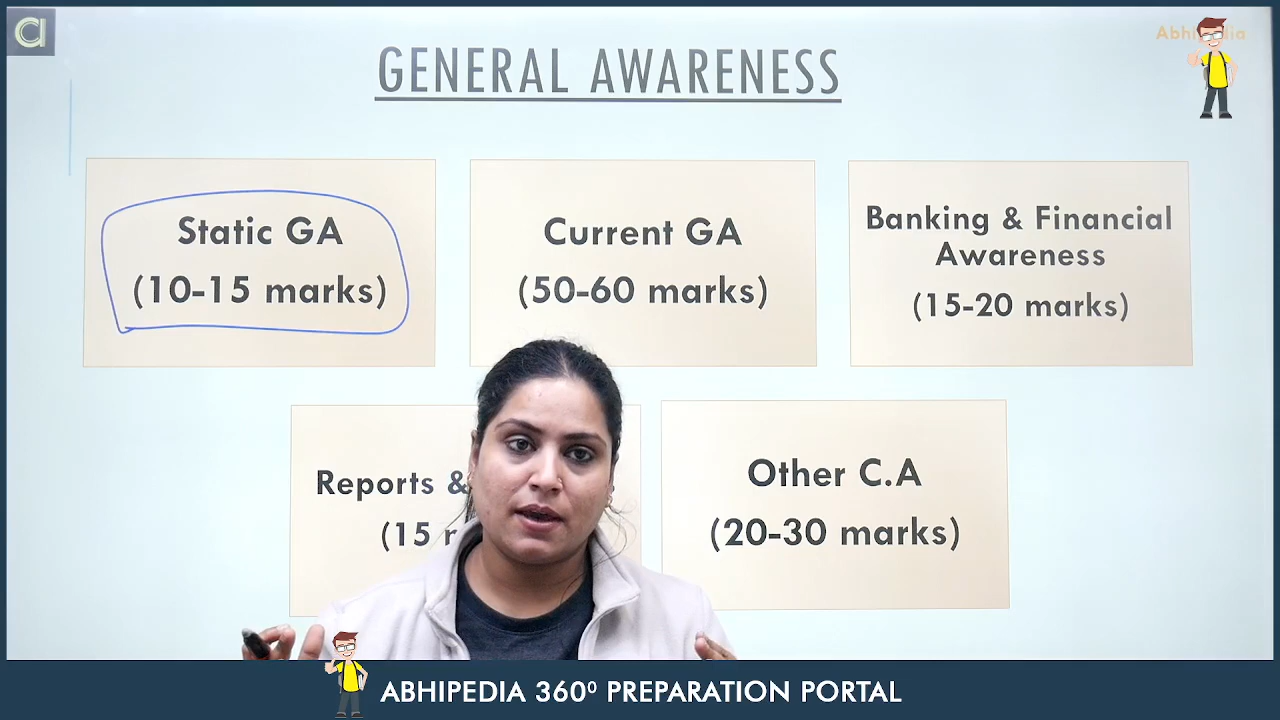 GENERAL AWARENESS
Static GA
(10-15 marks)
Current GA
(50-60 marks)
Banking & Financial
Awareness
(15-20 marks)
Reports &
(15
Other C.A
(20-30 marks)
ABHIPEDIA 360⁰ PREPARATION PORTAL